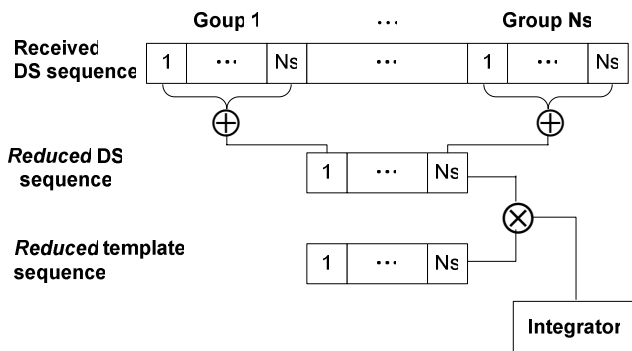 Goup 1 ... Group Ns
Received
DS sequence
1 ... Ns ... 1 ... Ns
Reduced DS
sequence
1 ... Ns
Reduced template
sequence
1 ... Ns
Integrator